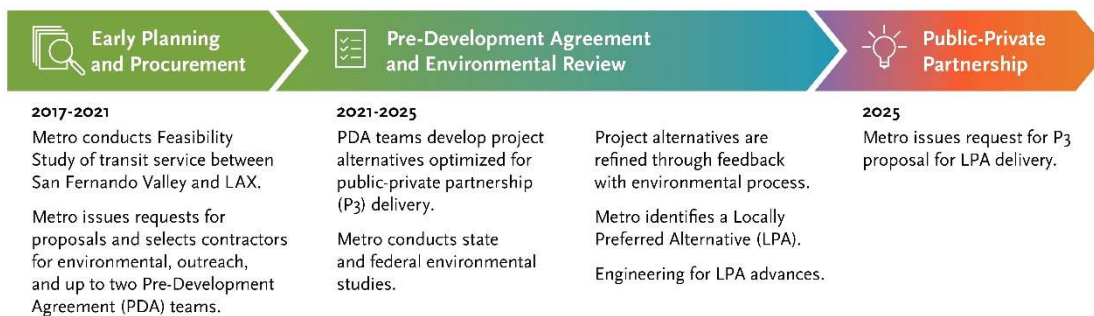 Early Planning
and Procurement
Pre-Development Agreement
and Environmental Review
Public-Private
Partnership
2017-2021
Metro conducts Feasibility
Study of transit service between
San Fernando Valley and LAX.
Metro issues requests for
proposals and selects contractors
for environmental, outreach,
and up to two Pre-Development
Agreement (PDA) teams.
2021-2025
PDA teams develop project
alternatives optimized for
public-private partnership
(P3) delivery.
Metro conducts state
and federal environmental
studies.
Project alternatives are
refined through feedback
with environmental process.
Metro identifies a Locally
Preferred Alternative (LPA).
Engineering for LPA advances.
2025
Metro issues request for P3
proposal for LPA delivery.